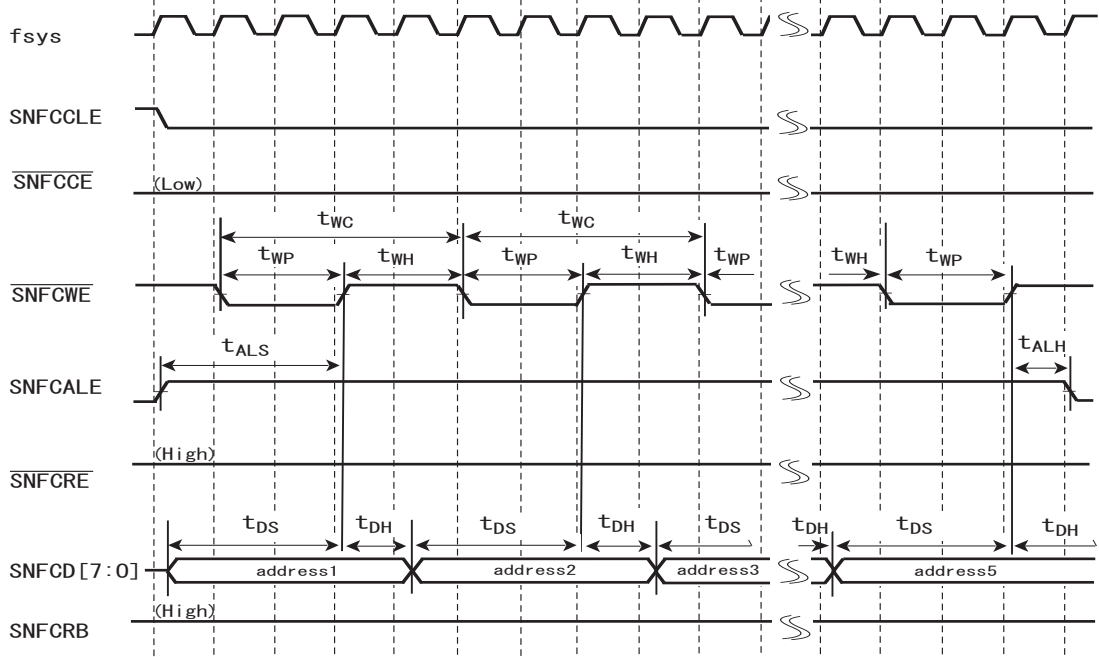 fsys
SNFCCLE
SNFCCE (Low)
tWC tWC
tWP tWH tWP tWH tWP tWH tWP
SNFCWE
tALS tALH
SNFCALE
(High)
SNFCRE
tDS tDH tDS tDH tDS tDH tDS tDH
SNFCD[7:0] address1 address2 address3 address5
(High)
SNFCRB